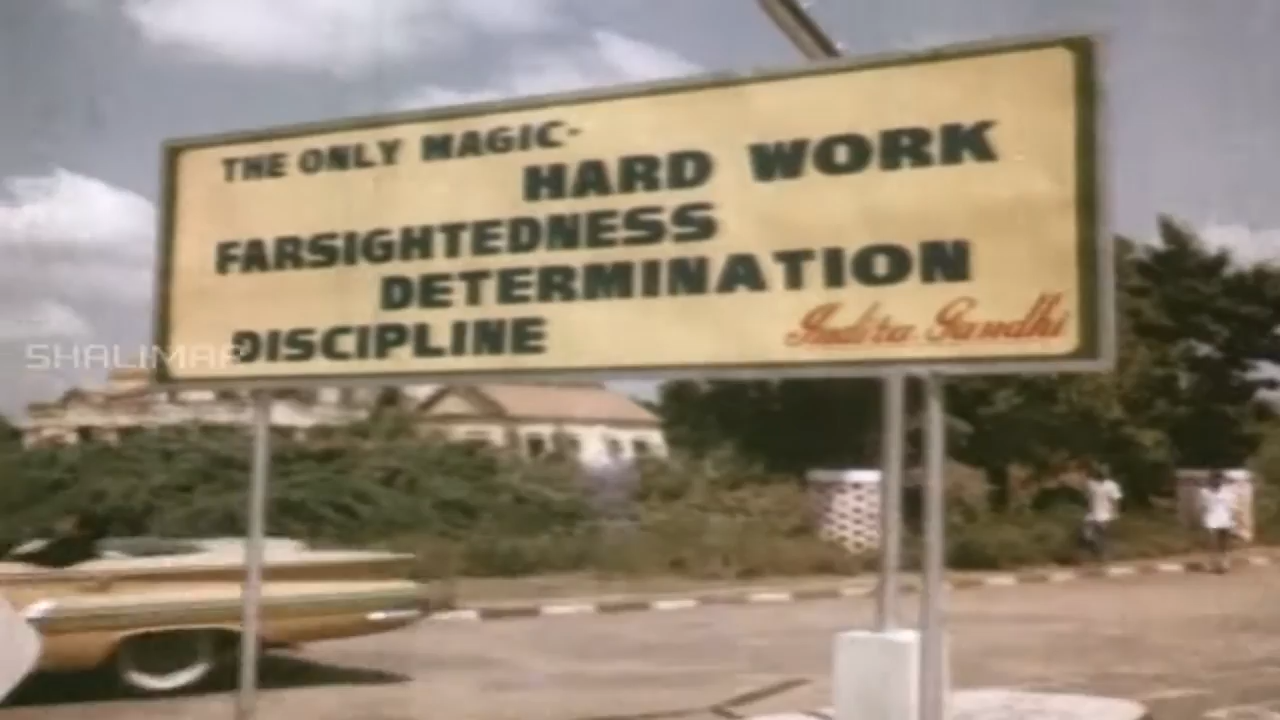 THE ONLY MAGIC-
HARD WORK
FARSIGHTEDNESS
DETERMINATION
DISCIPLINE
Indira Gandhi
SHALIMAR